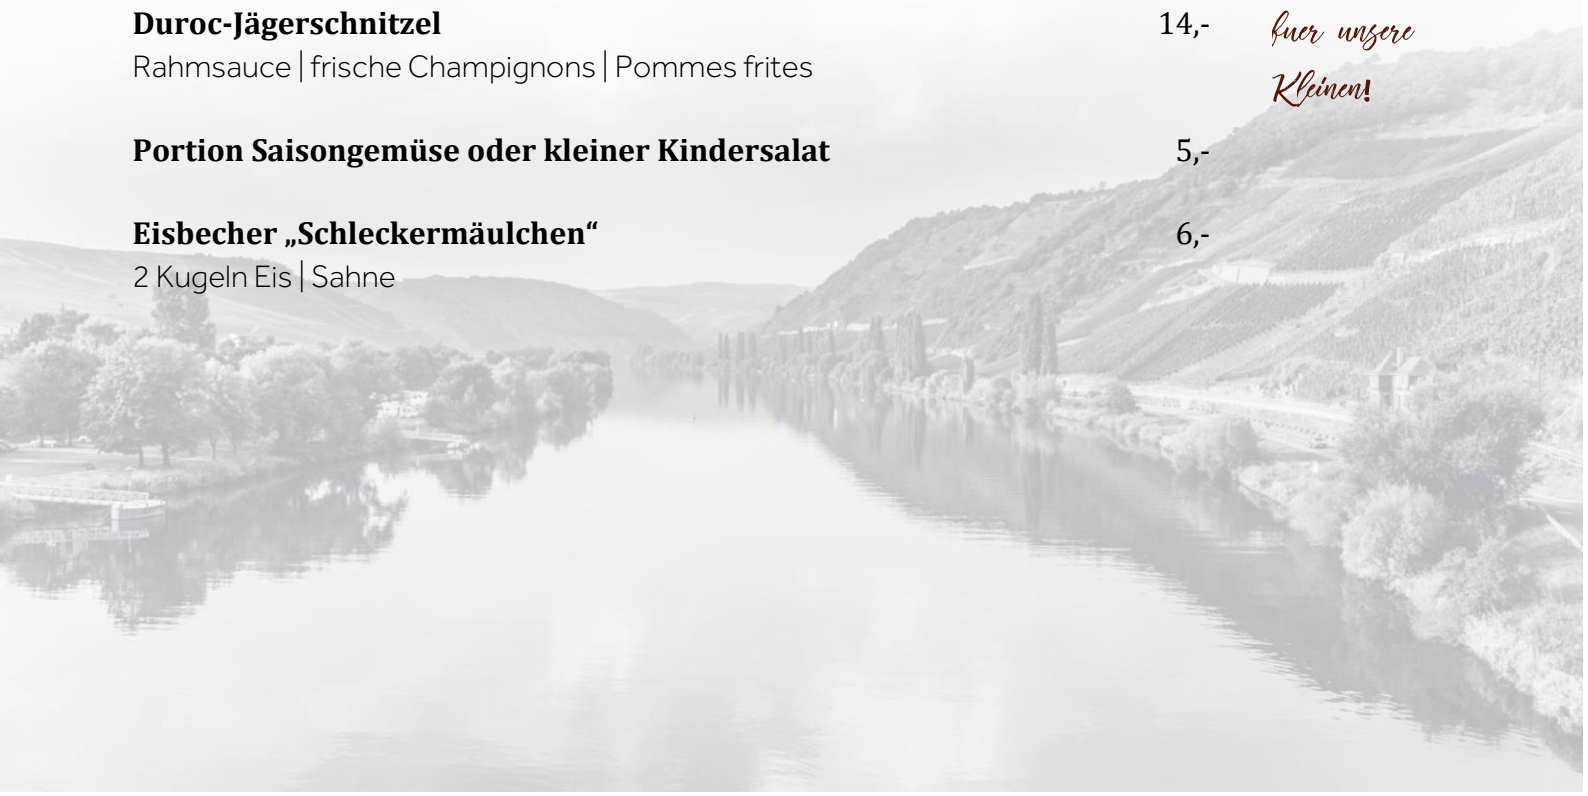 Duroc-Jägerschnitzel 14,- fuer unsere
Rahmsauce | frische Champignons | Pommes frites
Kleinen!
Portion Saisongemüse oder kleiner Kindersalat 5,-
Eisbecher „Schleckermäulchen“ 6,-
2 Kugeln Eis | Sahne